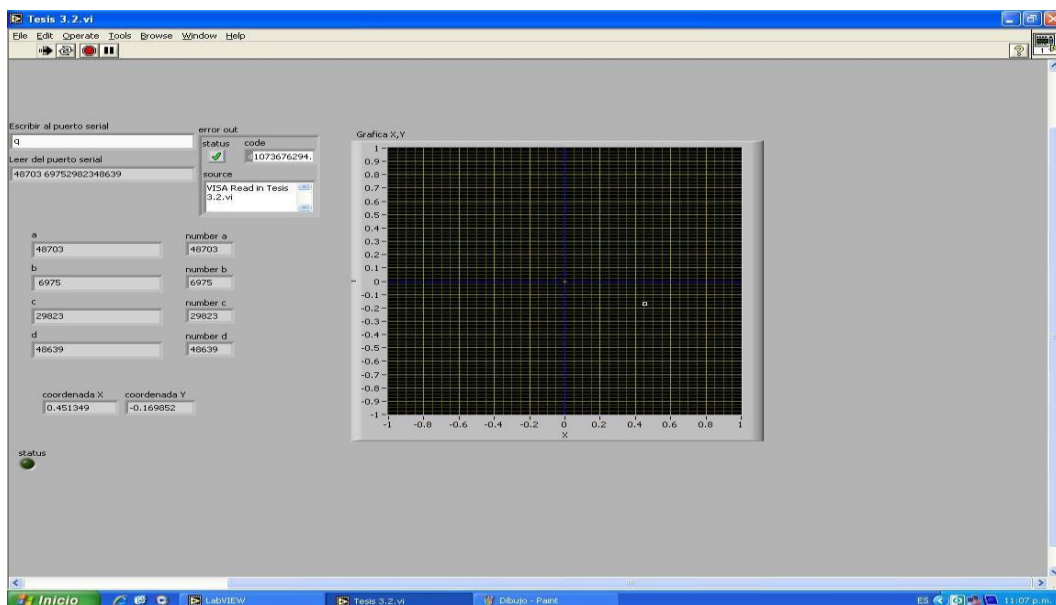 Tesis 3.2.vi
File Edit Operate Tools Browse Window Help
Escribir al puerto serial
q
Leer del puerto serial
48703 69752982348639
error out
status code
1073676294.
source
VISA Read in Tesis
3.2.vi
a
48703
number a
48703
b
6975
number b
6975
c
29823
number c
29823
d
48639
number d
48639
coordenada X
0.451349
coordenada Y
-0.169852
status
Grafica X,Y
1
0.9
0.8
0.7
0.6
0.5
0.4
0.3
0.2
0.1
0
-0.1
-0.2
-0.3
-0.4
-0.5
-0.6
-0.7
-0.8
-0.9
-1
-1 -0.8 -0.6 -0.4 -0.2 0 0.2 0.4 0.6 0.8 1
X
Inicio LabVIEW Tesis 3.2.vi Dibujo - Paint ES 11:07 p.m.